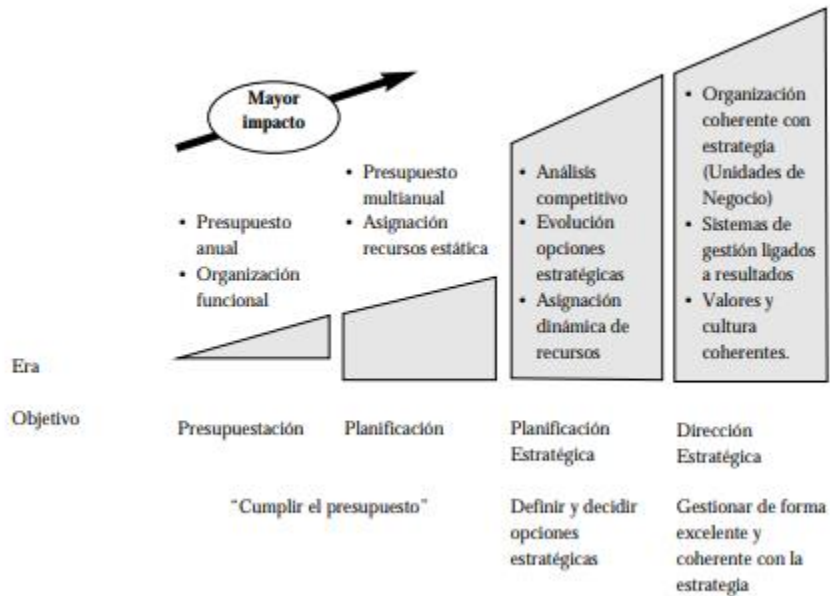 Mayor
impacto
• Presupuesto
anual
• Organización
funcional
• Presupuesto
multianual
• Asignación
recursos estática
• Análisis
competitivo
• Evolución
opciones
estratégicas
• Asignación
dinámica de
recursos
• Organización
coherente con
estrategia
(Unidades de
Negocio)
• Sistemas de
gestión ligados
a resultados
• Valores y
cultura
coherentes.
Era
Objetivo
Presupuestación
Planificación
Planificación
Estratégica
Dirección
Estratégica
“Cumplir el presupuesto”
Definir y decidir
opciones
estratégicas
Gestionar de forma
excelente y
coherente con la
estrategia